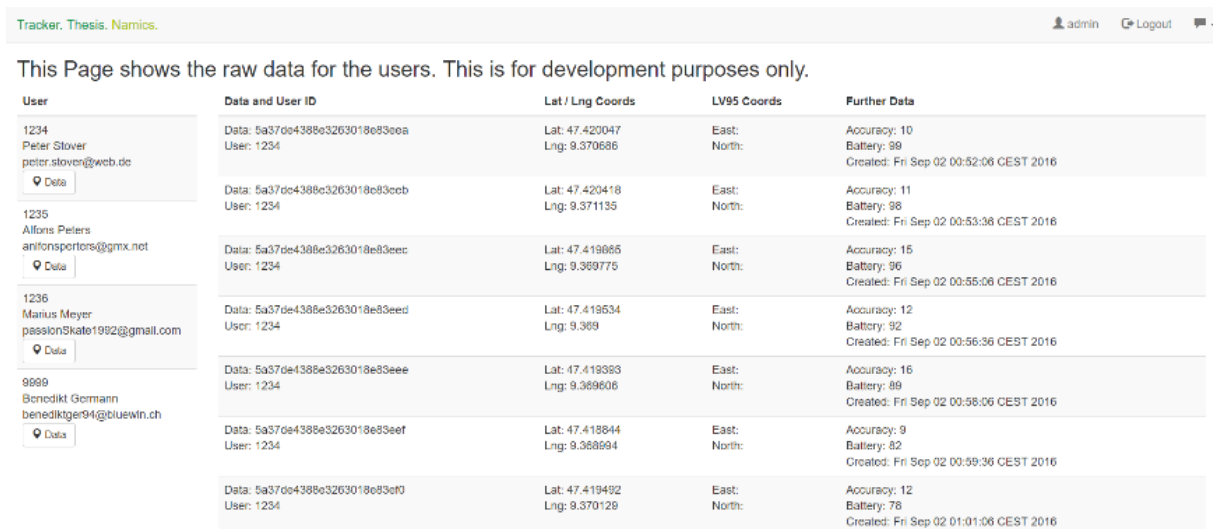 Tracker. Thesis. Namics.
admin
Logout
This Page shows the raw data for the users. This is for development purposes only.
User
1234
Peter Stover
peter.stover@web.de
Data
1235
Alfons Peters
anlfonsperters@gmx.net
Data
1236
Marius Meyer
passionSkate1992@gmail.com
Data
9999
Benedikt Germann
benediktger94@bluewin.ch
Data
Data and User ID Lat / Lng Coords LV95 Coords Further Data
Data: 5a37de4388e3263018e83eea Lat: 47.420047 East: Accuracy: 10
User: 1234 Lng: 9.370686 North: Battery: 99
Created: Fri Sep 02 00:52:06 CEST 2016
Data: 5a37de4388e3263018e83eeb Lat: 47.420418 East: Accuracy: 11
User: 1234 Lng: 9.371135 North: Battery: 98
Created: Fri Sep 02 00:53:36 CEST 2016
Data: 5a37de4388e3263018e83eec Lat: 47.419865 East: Accuracy: 15
User: 1234 Lng: 9.369775 North: Battery: 96
Created: Fri Sep 02 00:55:06 CEST 2016
Data: 5a37de4388e3263018e83eed Lat: 47.419534 East: Accuracy: 12
User: 1234 Lng: 9.369 North: Battery: 92
Created: Fri Sep 02 00:56:36 CEST 2016
Data: 5a37de4388e3263018e83eee Lat: 47.419393 East: Accuracy: 16
User: 1234 Lng: 9.369606 North: Battery: 89
Created: Fri Sep 02 00:58:06 CEST 2016
Data: 5a37de4388e3263018e83eef Lat: 47.418844 East: Accuracy: 9
User: 1234 Lng: 9.368994 North: Battery: 82
Created: Fri Sep 02 00:59:36 CEST 2016
Data: 5a37de4388e3263018e83ef0 Lat: 47.419492 East: Accuracy: 12
User: 1234 Lng: 9.370129 North: Battery: 78
Created: Fri Sep 02 01:01:06 CEST 2016